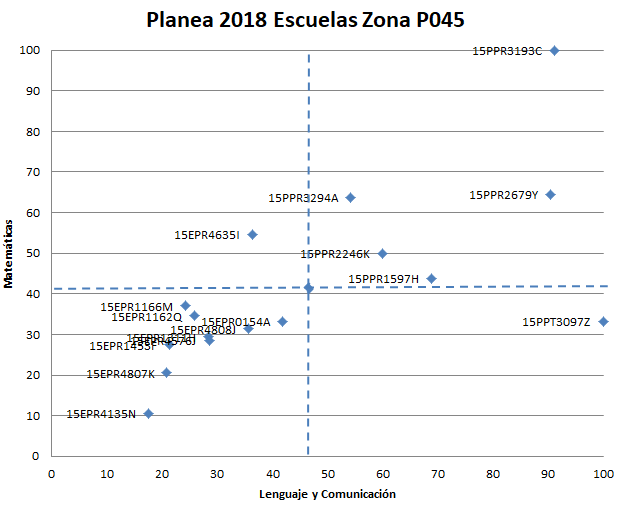 Planea 2018 Escuelas Zona P045
100
90
80
70
60
50
40
30
20
10
0
Matemáticas
15PPR3193C
15PPR2679Y
15PPR3294A
15EPR4635I
15PPR2246K
15PPR1597H
15EPR1166M
15EPR1162Q
15EPR0154A
15PPT3097Z
15EPR4808J
15EPR4576J
15EPR4807K
15EPR4135N
0 10 20 30 40 50 60 70 80 90 100
Lenguaje y Comunicación